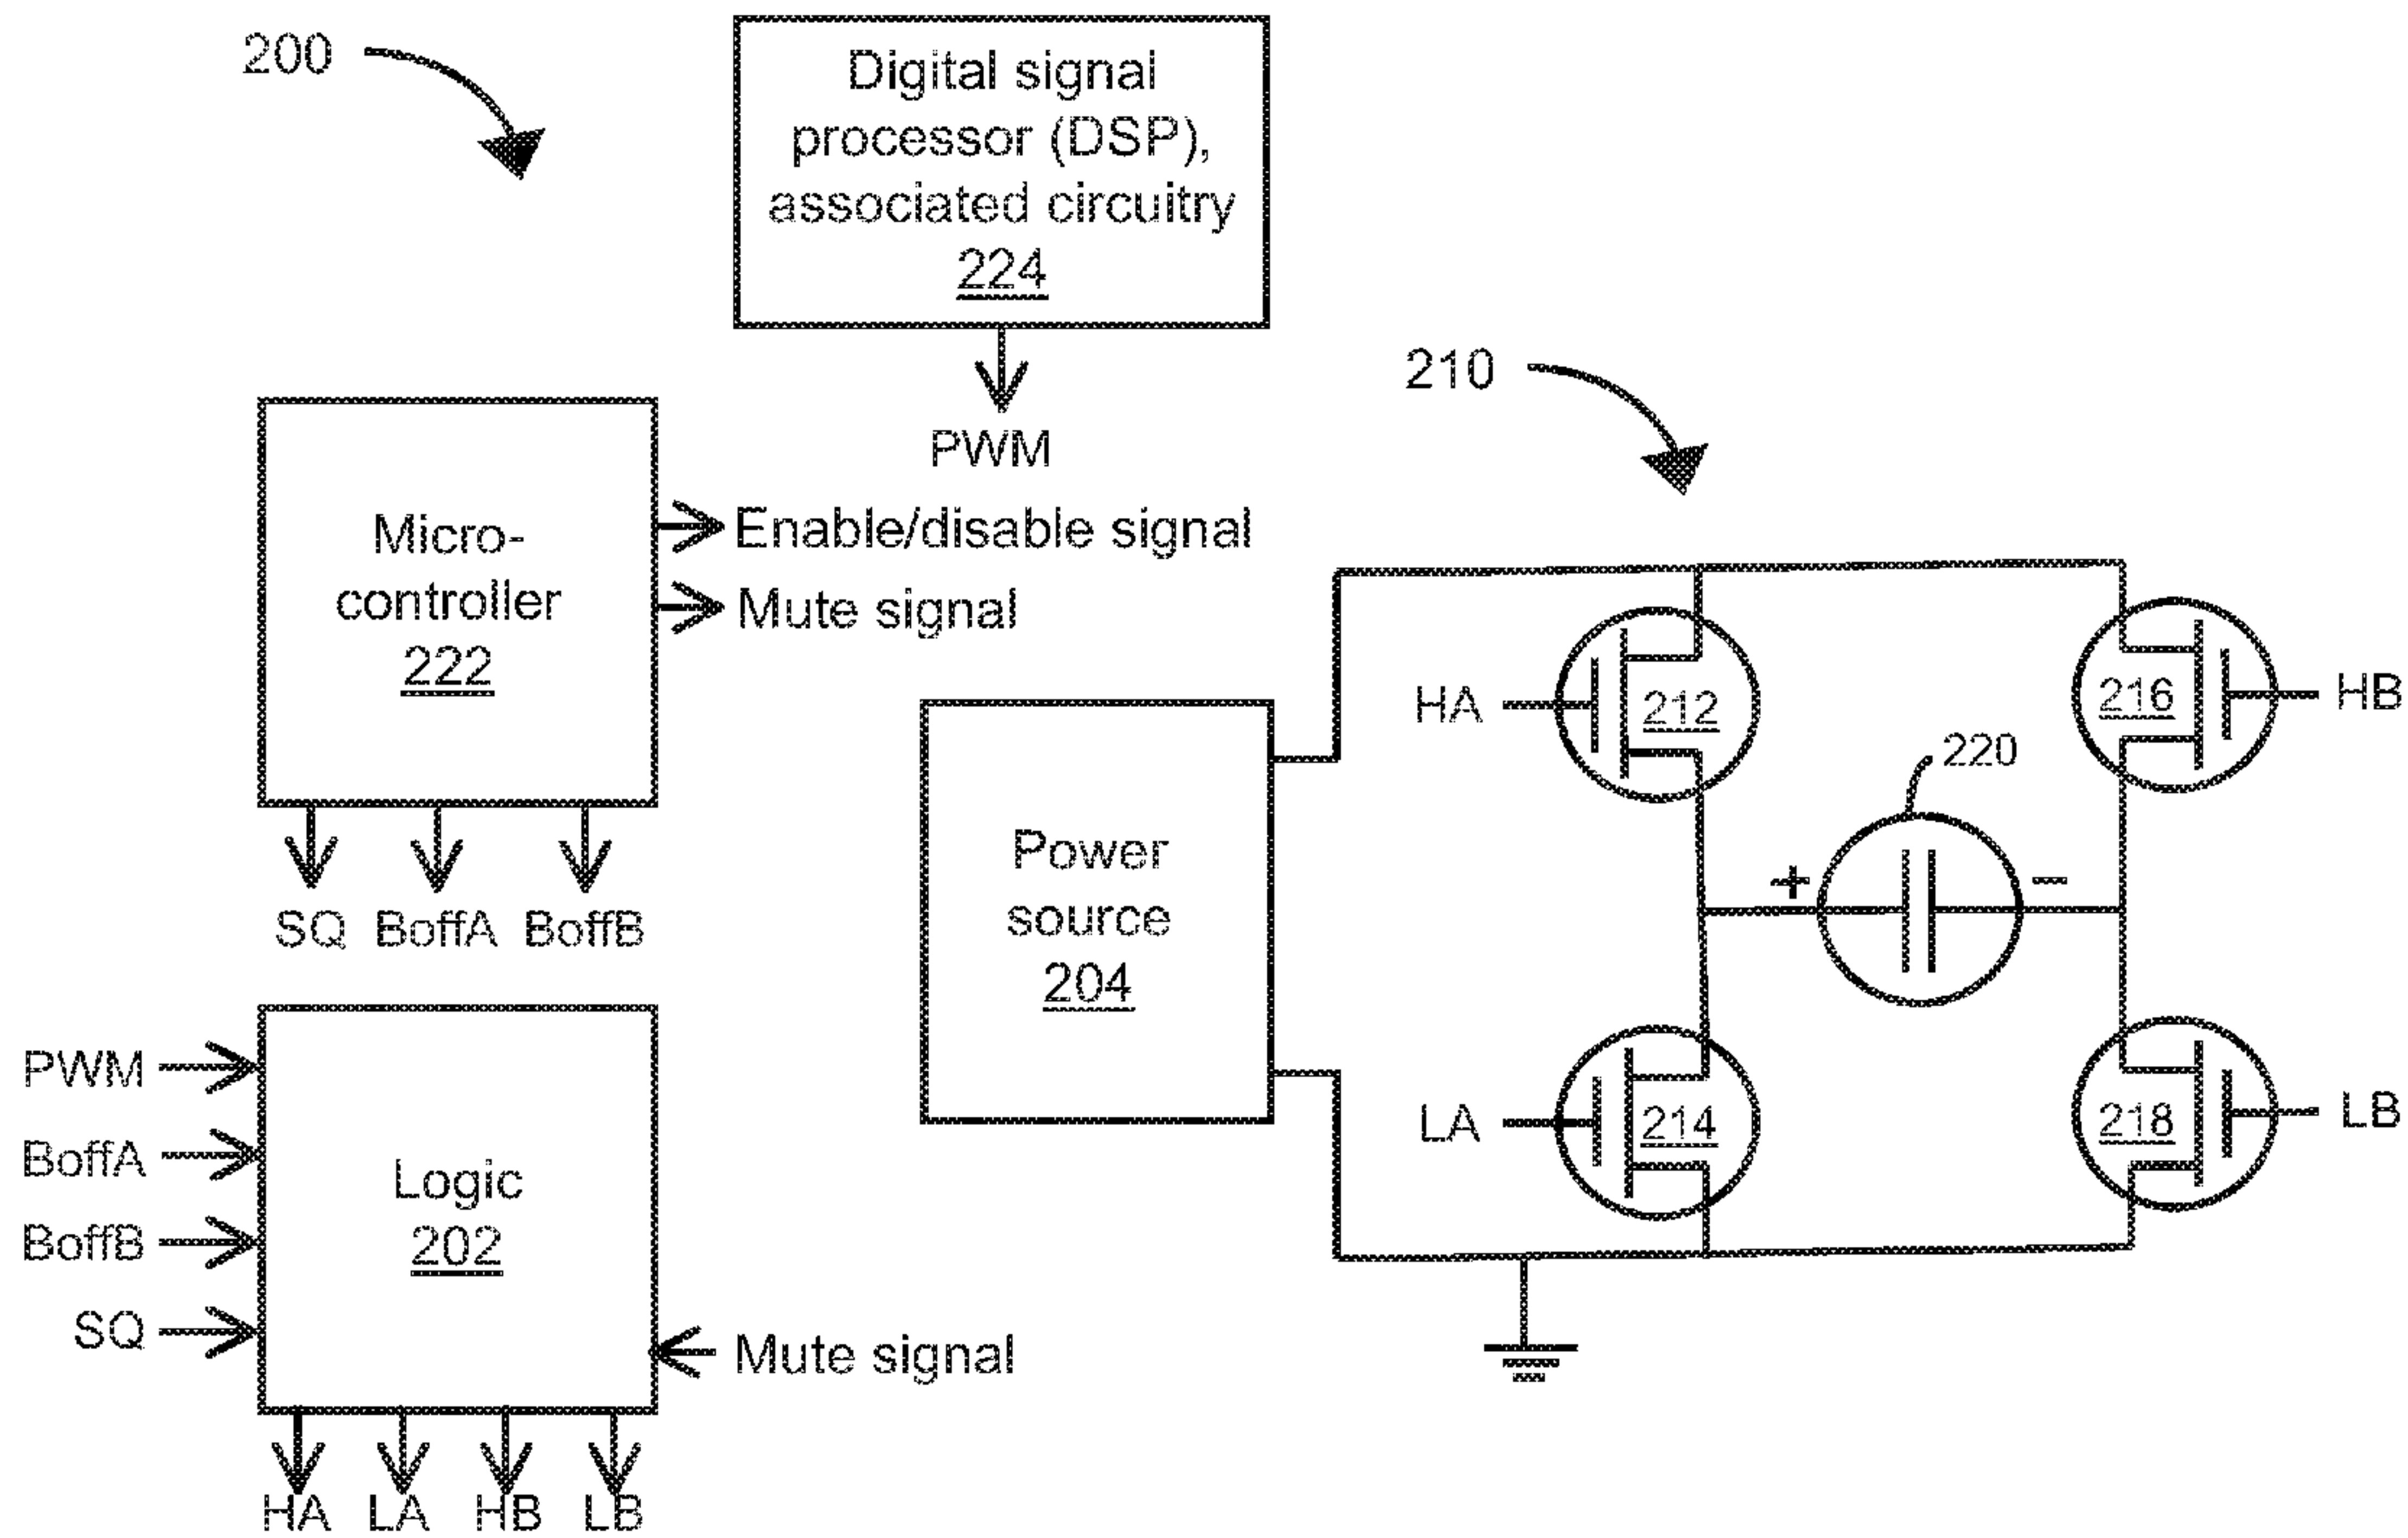 200
Digital signal
processor (DSP),
associated circuitry
224
PWM
210
Micro-
controller
222
Enable/disable signal
Mute signal
SQ BoffA BoffB
Power
source
204
HA
212
216
HB
220
+
-
LA
214
218
LB
PWM
BoffA
BoffB
SQ
Logic
202
Mute signal
HA LA HB LB